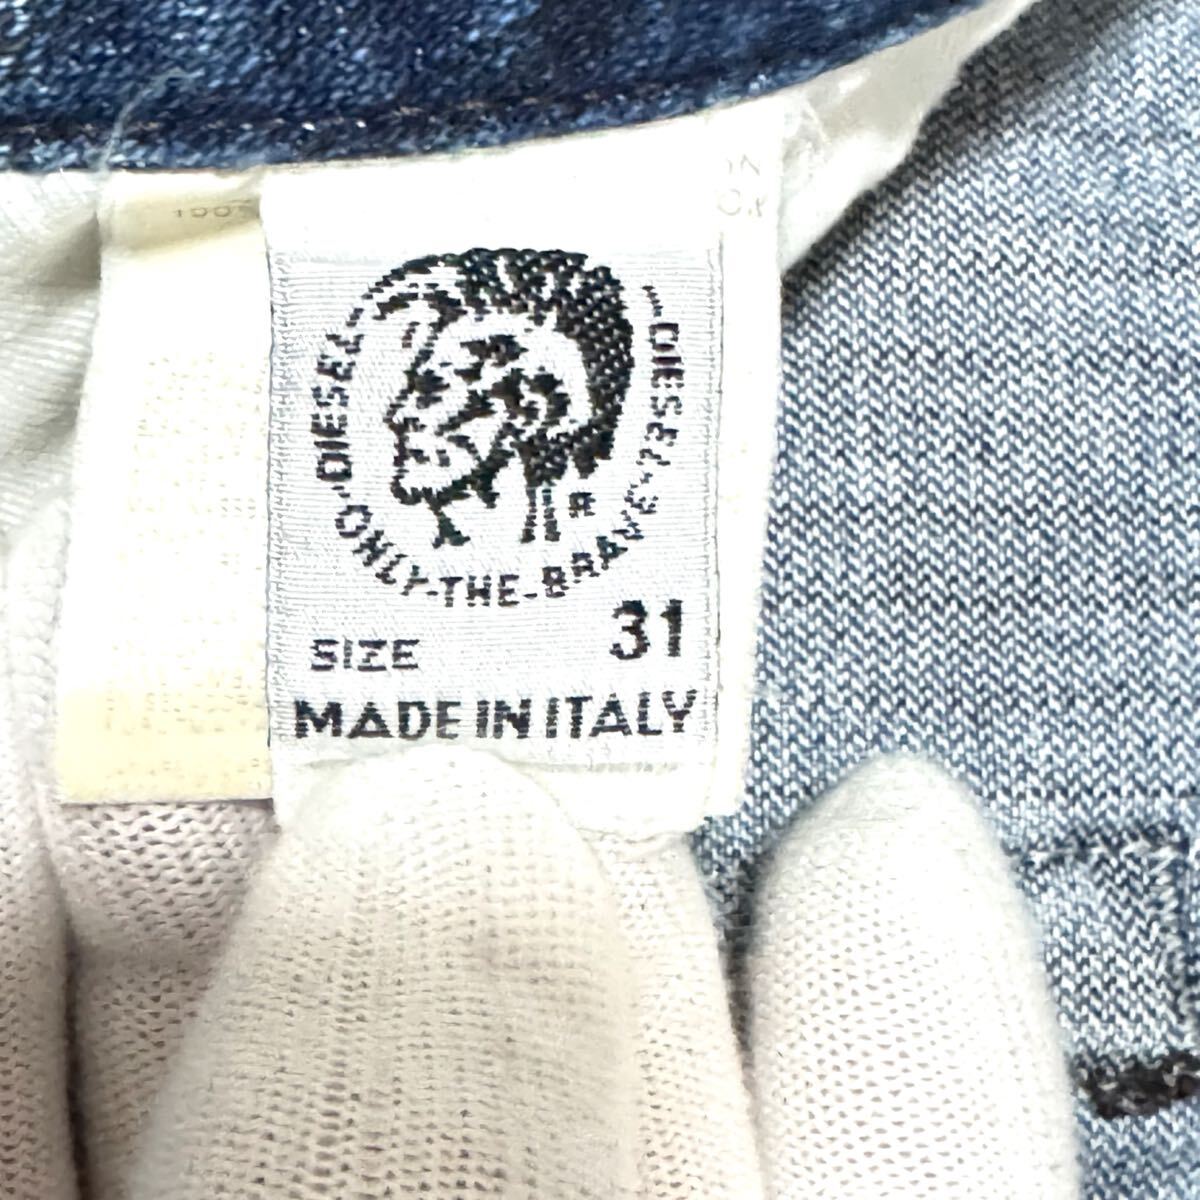 DIESEL·ONLY-THE-BRAVE·DIESEL
R
SIZE 31
MADE IN ITALY